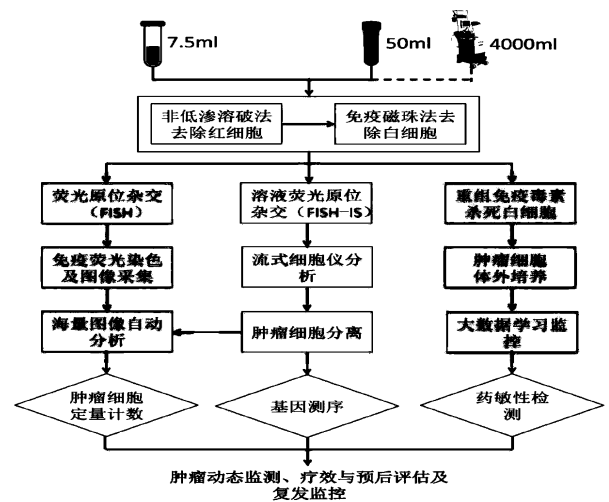 7.5ml
50ml
4000ml
非低渗溶破法
去除红细胞
免疫磁珠法去
除白细胞
荧光原位杂交
（FISH）
溶液荧光原位
杂交（FISH-IS）
重组免疫毒素
杀死白细胞
免疫荧光染色
及图像采集
流式细胞仪分
析
肿瘤细胞
体外培养
海量图像自动
分析
肿瘤细胞分离
大数据学习监
控
肿瘤细胞
定量计数
基因测序
药敏性检
测
肿瘤动态监测、疗效与预后评估及
复发监控